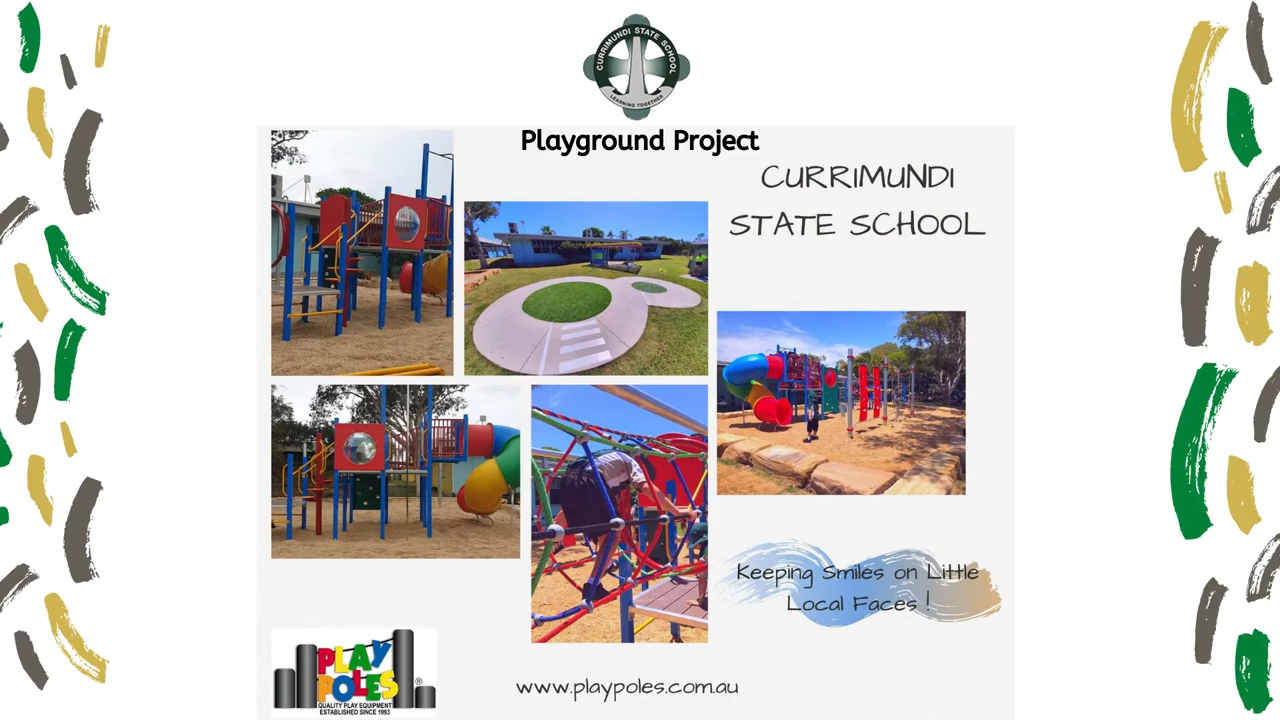 CURRIMUNDI STATE SCHOOL
LEARNING TOGETHER
Playground Project
CURRIMUNDI
STATE SCHOOL
Keeping Smiles on Little
Local Faces !
PLAY
POLES
®
QUALITY PLAY EQUIPMENT
ESTABLISHED SINCE 1993
www.playpoles.com.au